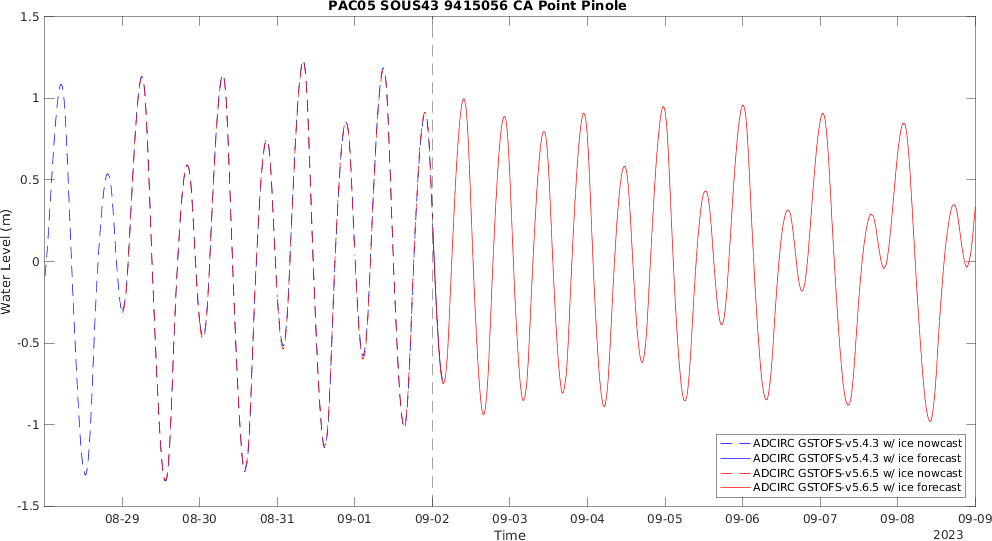 PAC05 SOUS43 9415056 CA Point Pinole
1.5
1
0.5
0
-0.5
-1
-1.5
Water Level (m)
ADCIRC GSTOFS-v5.4.3 w/ ice nowcast
ADCIRC GSTOFS-v5.4.3 w/ ice forecast
ADCIRC GSTOFS-v5.6.5 w/ ice nowcast
ADCIRC GSTOFS-v5.6.5 w/ ice forecast
08-29 08-30 08-31 09-01 09-02 09-03 09-04 09-05 09-06 09-07 09-08 09-09
Time
2023